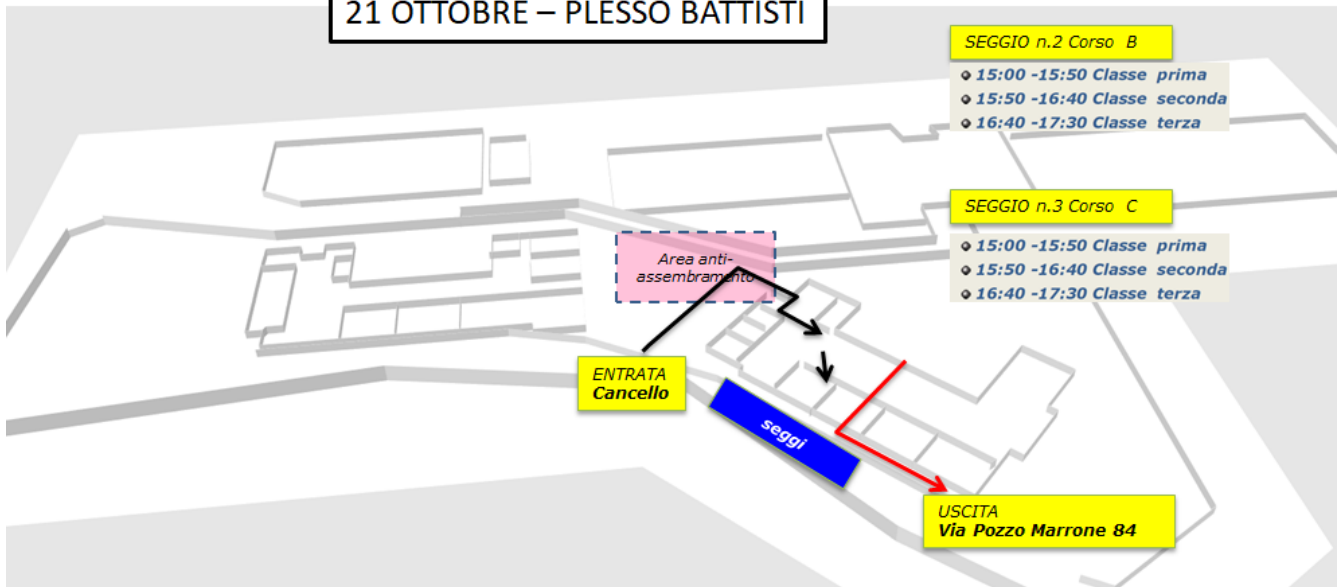 21 OTTOBRE – PLESSO BATTISTI
SEGGIO n.2 Corso B
15:00 -15:50 Classe prima
15:50 -16:40 Classe seconda
16:40 -17:30 Classe terza
SEGGIO n.3 Corso C
15:00 -15:50 Classe prima
15:50 -16:40 Classe seconda
16:40 -17:30 Classe terza
Area anti-
assembramento
ENTRATA
Cancello
seggi
USCITA
Via Pozzo Marrone 84